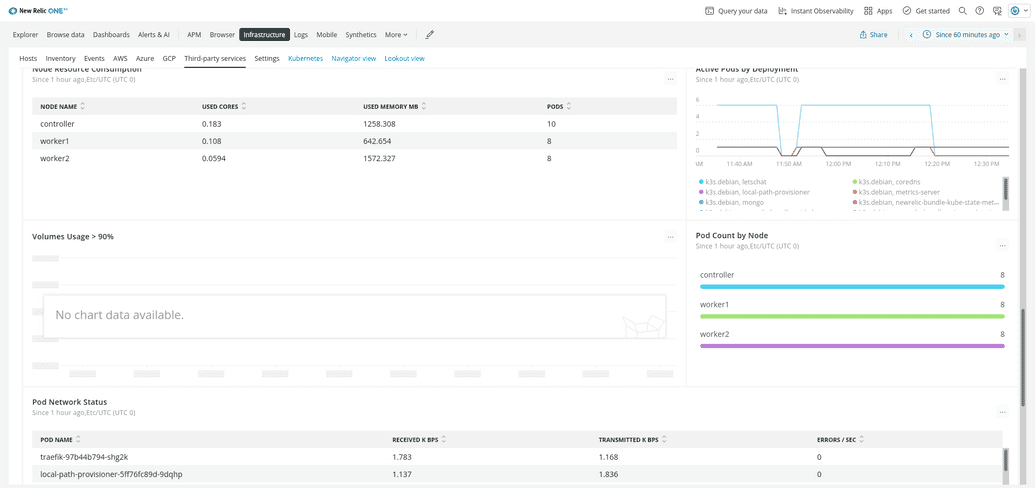 New Relic ONE™
Query your data
Instant Observability
Apps
Get started
Explorer
Browse data
Dashboards
Alerts & AI
APM
Browser
Infrastructure
Logs
Mobile
Synthetics
More
Share
Since 60 minutes ago
Hosts
Inventory
Events
AWS
Azure
GCP
Third-party services
Settings
Kubernetes
Navigator view
Lookout view
Node Resource Consumption
Since 1 hour ago,Etc/UTC (UTC 0)
...
NODE NAME USED CORES USED MEMORY MB PODS
controller 0.183 1258.308 10
worker1 0.108 642.654 8
worker2 0.0594 1572.327 8
Active Pods by Deployment
Since 1 hour ago,Etc/UTC (UTC 0)
...
6
4
2
0
AM 11:40 AM 11:50 AM 12:00 PM 12:10 PM 12:20 PM 12:30 PM
k3s.debian, letschat k3s.debian, coredns
k3s.debian, local-path-provisioner k3s.debian, metrics-server
k3s.debian, mongo k3s.debian, newrelic-bundle-kube-state-met...
Volumes Usage > 90%
...
No chart data available.
Pod Count by Node
Since 1 hour ago,Etc/UTC (UTC 0)
...
controller 8
worker1 8
worker2 8
Pod Network Status
Since 1 hour ago,Etc/UTC (UTC 0)
...
POD NAME RECEIVED K BPS TRANSMITTED K BPS ERRORS / SEC
traefik-97b44b794-shg2k 1.783 1.168 0
local-path-provisioner-5ff76fc89d-9dqhp 1.137 1.836 0